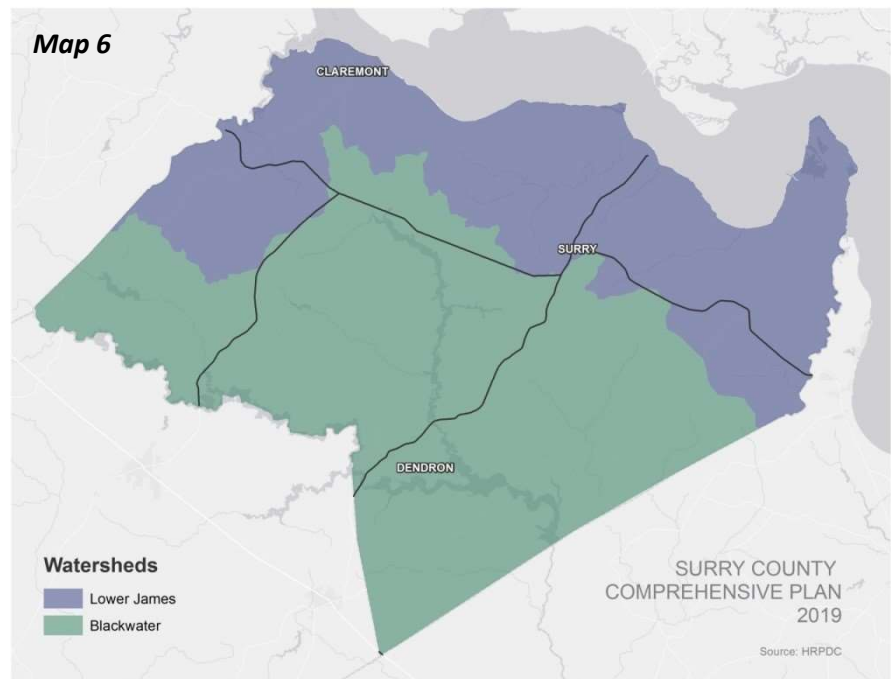 Map 6
CLAREMONT
SURRY
DENDRON
Watersheds
Lower James
Blackwater
SURRY COUNTY
COMPREHENSIVE PLAN
2019
Source: HRPDC